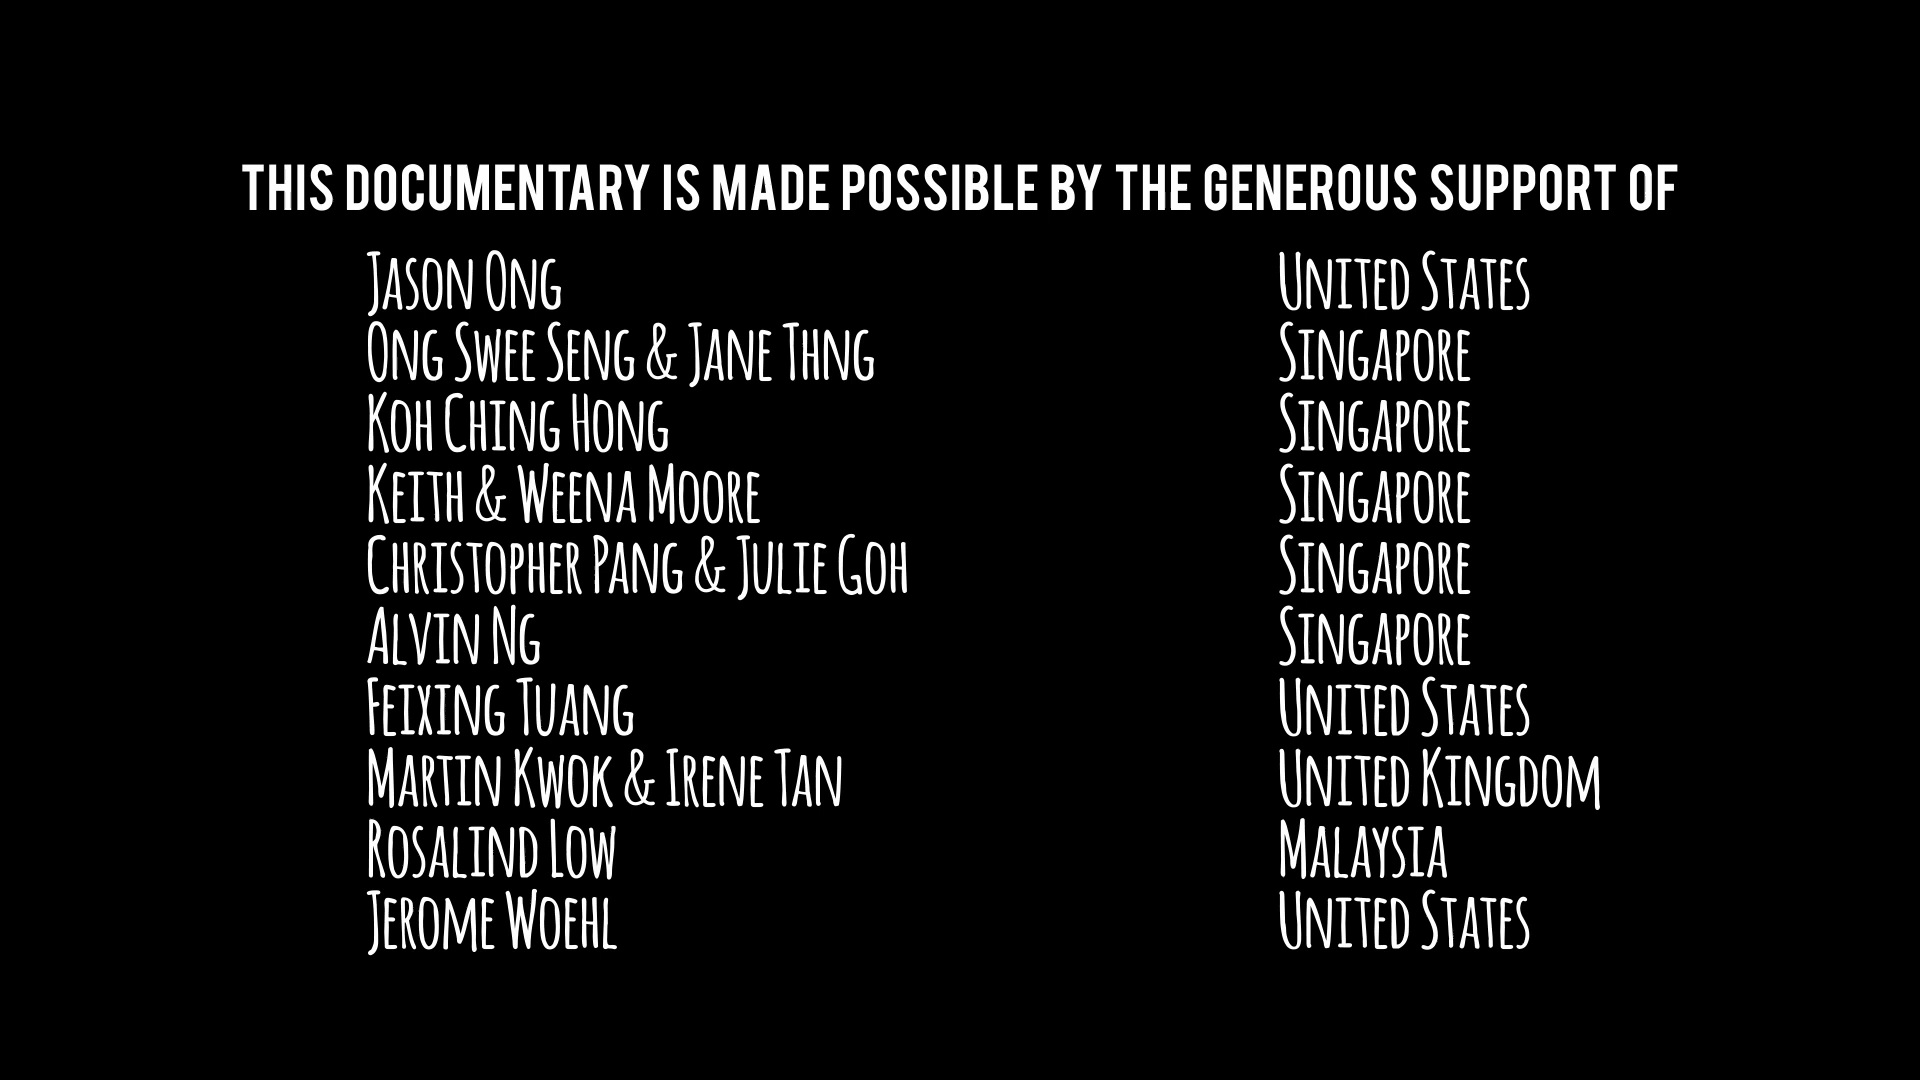 THIS DOCUMENTARY IS MADE POSSIBLE BY THE GENEROUS SUPPORT OF
Jason Ong United States
Ong Swee Seng & Jane Thng Singapore
Koh Ching Hong Singapore
Keith & Weena Moore Singapore
Christopher Pang & Julie Goh Singapore
Alvin Ng Singapore
Feixing Tuang United States
Martin Kwok & Irene Tan United Kingdom
Rosalind Low Malaysia
Jerome Woehl United States